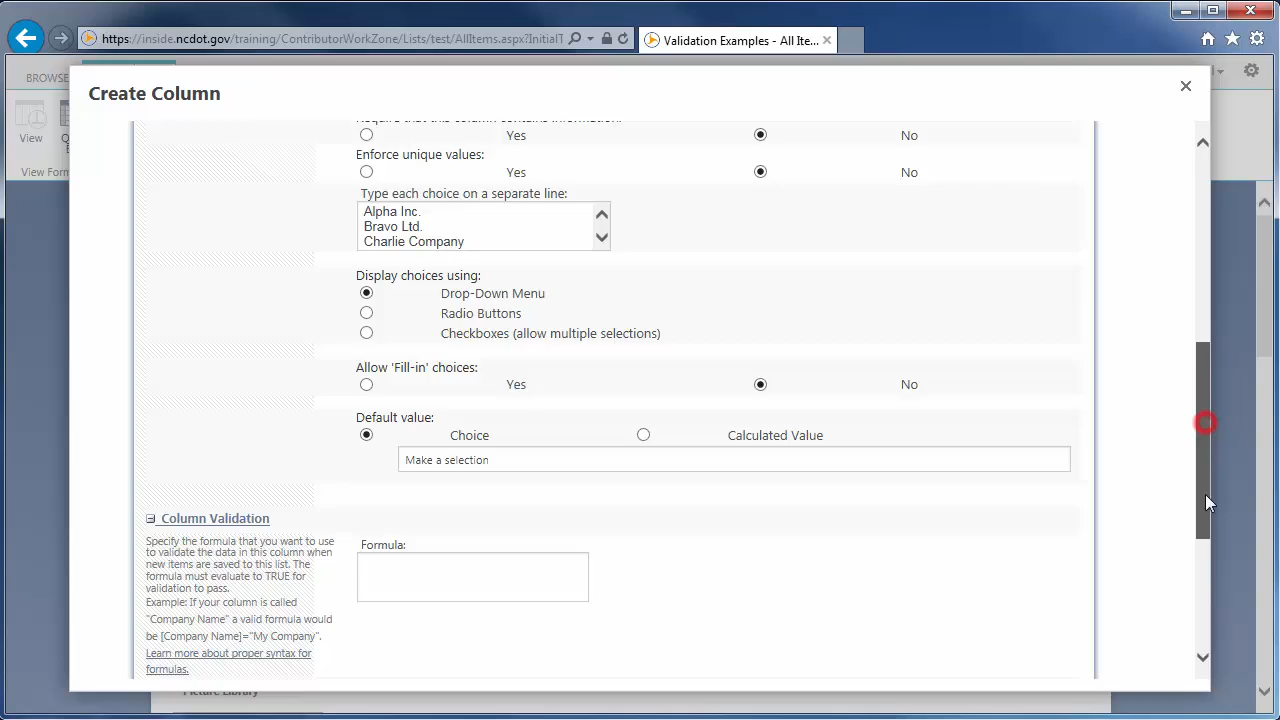 https://inside.ncdot.gov/training/ContributorWorkZone/Lists/test/AllItems.aspx?InitialT
Validation Examples - All Ite...
BROWSE
Create Column
View
View Form
Require that this column contains information:
Yes
No
Enforce unique values:
Yes
No
Type each choice on a separate line:
Alpha Inc.
Bravo Ltd.
Charlie Company
Display choices using:
Drop-Down Menu
Radio Buttons
Checkboxes (allow multiple selections)
Allow 'Fill-in' choices:
Yes
No
Default value:
Choice
Calculated Value
Make a selection
Column Validation
Specify the formula that you want to use
to validate the data in this column when
new items are saved to this list. The
formula must evaluate to TRUE for
validation to pass.
Example: If your column is called
"Company Name" a valid formula would
be [Company Name]="My Company".
Learn more about proper syntax for
formulas.
Formula:
Picture Library